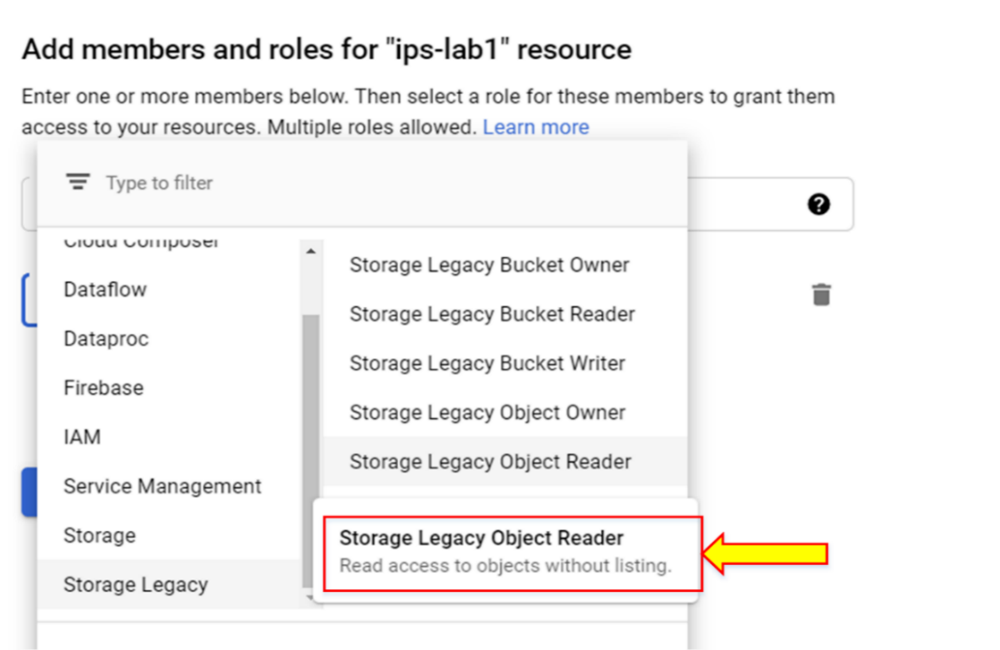 Add members and roles for "ips-lab1" resource
Enter one or more members below. Then select a role for these members to grant them
access to your resources. Multiple roles allowed. Learn more
Type to filter
Cloud Composer
Dataflow
Dataproc
Firebase
IAM
Service Management
Storage
Storage Legacy
Storage Legacy Bucket Owner
Storage Legacy Bucket Reader
Storage Legacy Bucket Writer
Storage Legacy Object Owner
Storage Legacy Object Reader
Storage Legacy Object Reader
Read access to objects without listing.